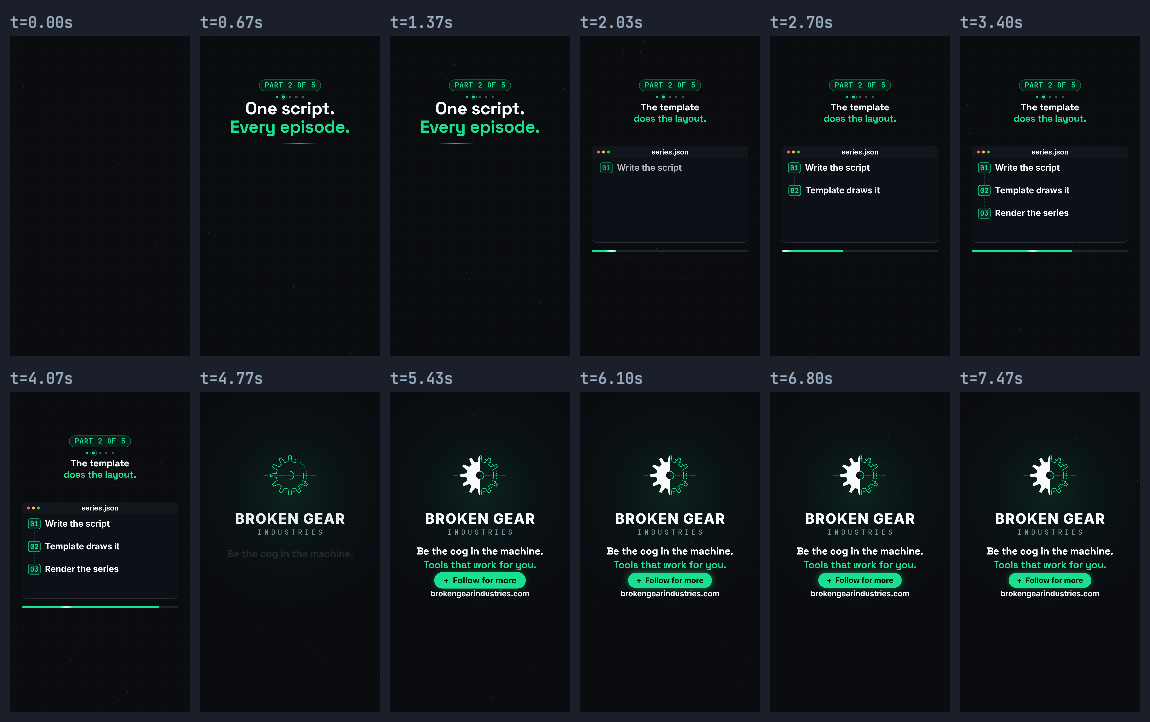 t=0.00s
t=0.67s
t=1.37s
t=2.03s
t=2.70s
t=3.40s
PART 2 OF 5
One script.
Every episode.
PART 2 OF 5
One script.
Every episode.
PART 2 OF 5
The template
does the layout.
series.json
01 Write the script
PART 2 OF 5
The template
does the layout.
series.json
01 Write the script
02 Template draws it
PART 2 OF 5
The template
does the layout.
series.json
01 Write the script
02 Template draws it
03 Render the series
t=4.07s
t=4.77s
t=5.43s
t=6.10s
t=6.80s
t=7.47s
PART 2 OF 5
The template
does the layout.
series.json
01 Write the script
02 Template draws it
03 Render the series
BROKEN GEAR
INDUSTRIES
Be the cog in the machine.
BROKEN GEAR
INDUSTRIES
Be the cog in the machine.
Tools that work for you.
+ Follow for more
brokengearindustries.com
BROKEN GEAR
INDUSTRIES
Be the cog in the machine.
Tools that work for you.
+ Follow for more
brokengearindustries.com
BROKEN GEAR
INDUSTRIES
Be the cog in the machine.
Tools that work for you.
+ Follow for more
brokengearindustries.com
BROKEN GEAR
INDUSTRIES
Be the cog in the machine.
Tools that work for you.
+ Follow for more
brokengearindustries.com